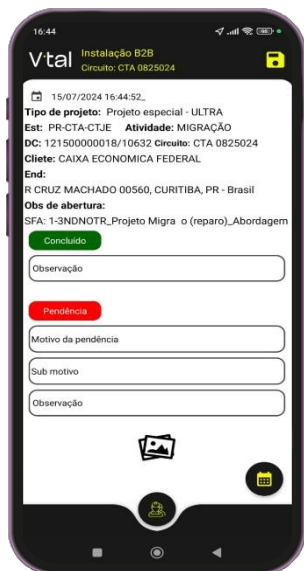 16:44
V.tal
Instalação B2B
Circuito: CTA 0825024
15/07/2024 16:44:52_
Tipo de projeto: Projeto especial - ULTRA
Est: PR-CTA-CTJE Atividade: MIGRAÇÃO
DC: 121500000018/10632 Circuito: CTA 0825024
Cliete: CAIXA ECONOMICA FEDERAL
End:
R CRUZ MACHADO 00560, CURITIBA, PR - Brasil
Obs de abertura:
SFA: 1-3NDNOTR_Projeto Migra o (reparo)_Abordagem
Concluído
Observação
Pendência
Motivo da pendência
Sub motivo
Observação